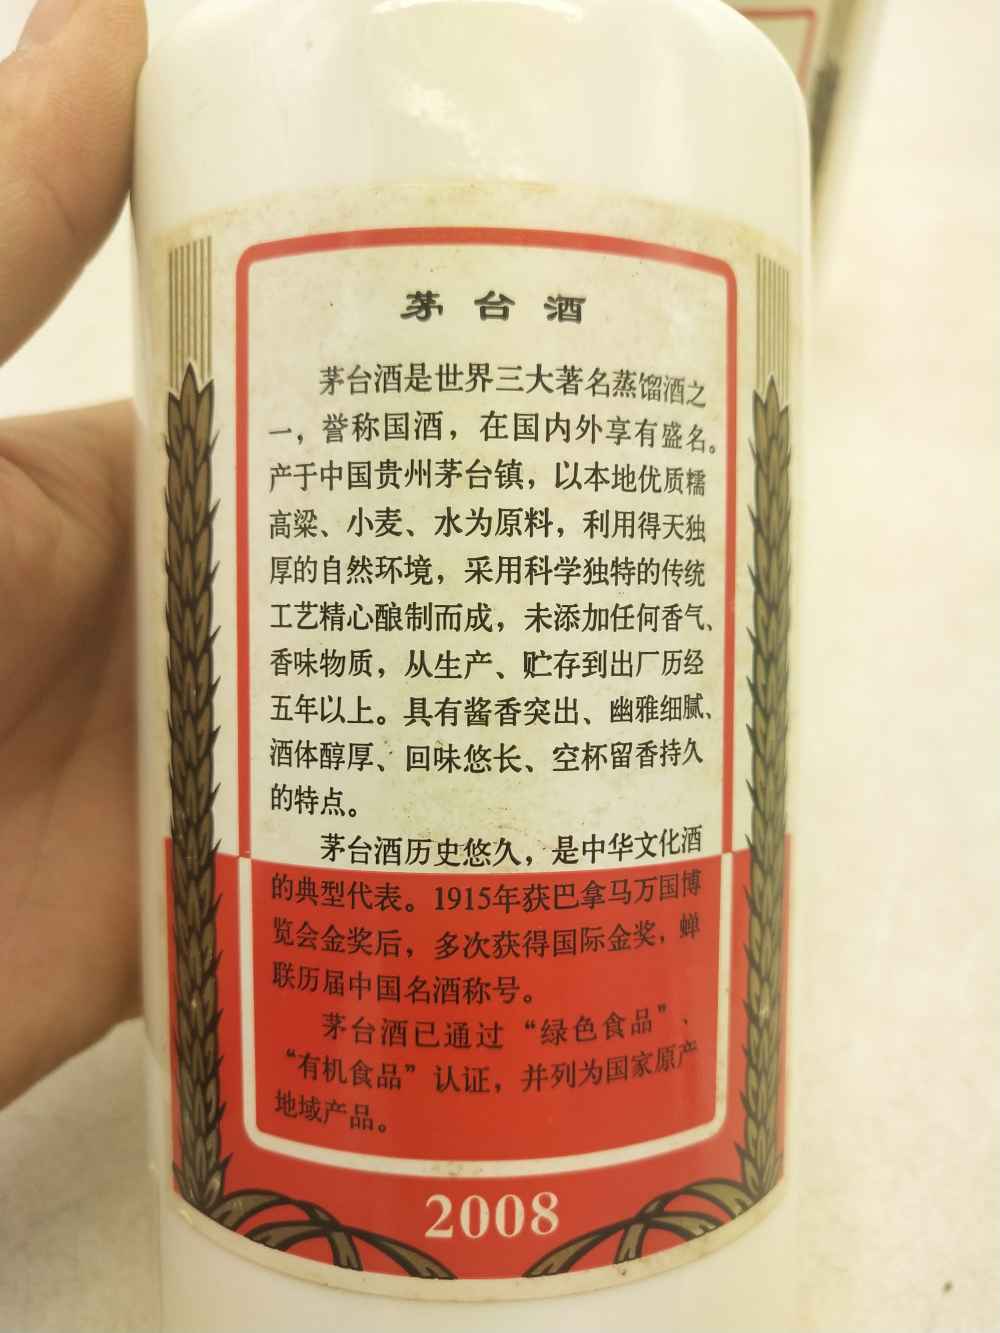 茅台酒
茅台酒是世界三大著名蒸馏酒之
一，誉称国酒，在国内外享有盛名。
产于中国贵州茅台镇，以本地优质糯
高粱、小麦、水为原料，利用得天独
厚的自然环境，采用科学独特的传统
工艺精心酿制而成，未添加任何香气、
香味物质，从生产、贮存到出厂历经
五年以上。具有酱香突出、幽雅细腻、
酒体醇厚、回味悠长、空杯留香持久
的特点。
茅台酒历史悠久，是中华文化酒
的典型代表。1915年获巴拿马万国博
览会金奖后，多次获得国际金奖，蝉
联历届中国名酒称号。
茅台酒已通过“绿色食品”、
“有机食品”认证，并列为国家原产
地域产品。
2008